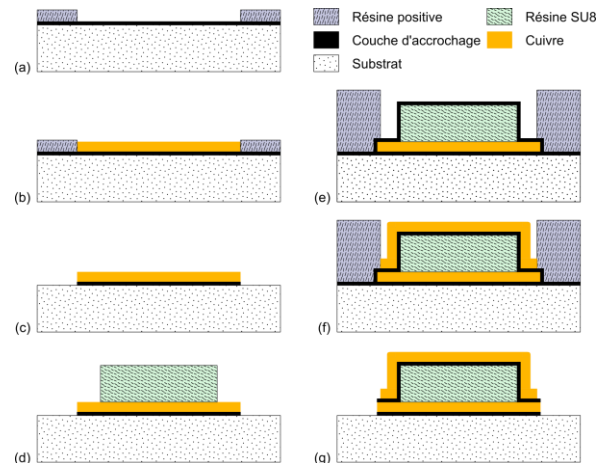 Résine positive
Résine SU8
Couche d'accrochage
Cuivre
Substrat
(a)
(b)
(c)
(d)
(e)
(f)
(g)